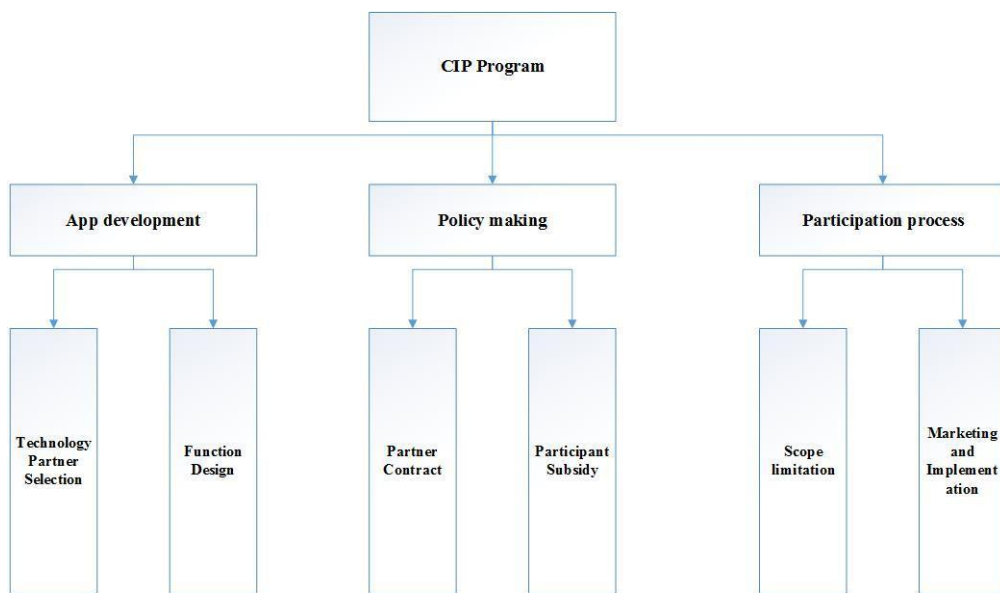 CIP Program
App development
Policy making
Participation process
Technology
Partner
Selection
Function
Design
Partner
Contract
Participant
Subsidy
Scope
limitation
Marketing
and
Implement
ation